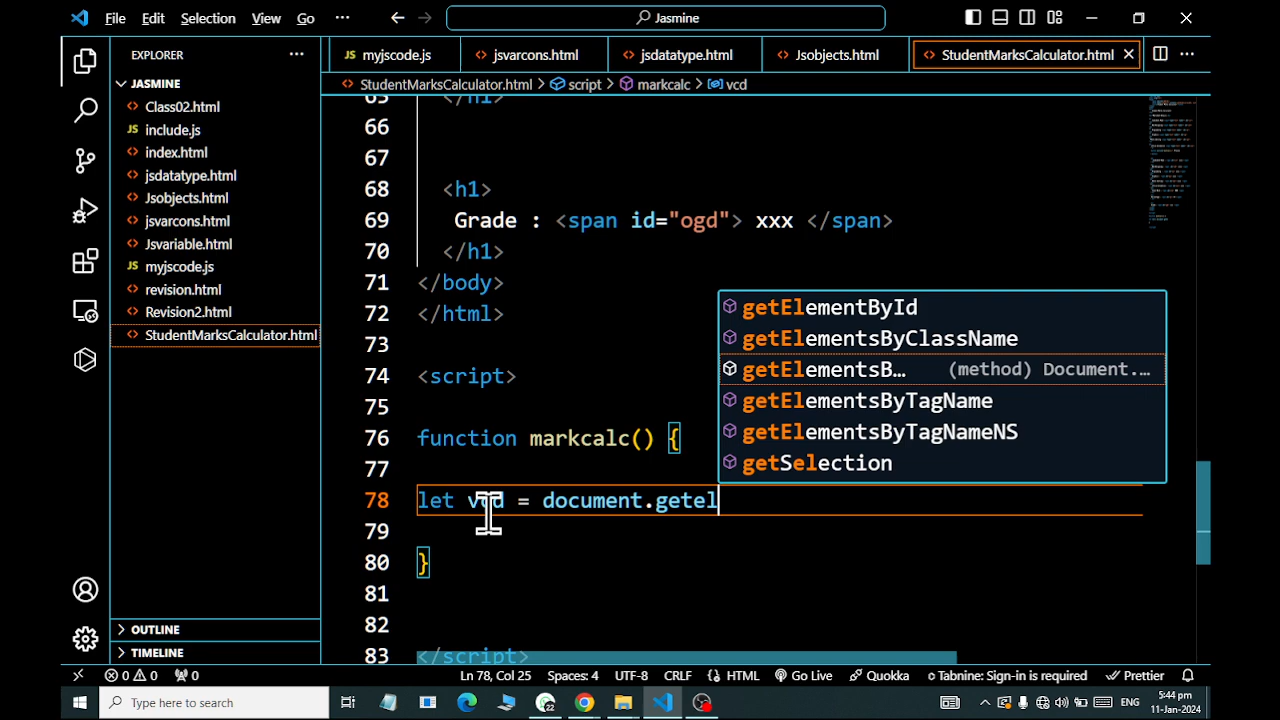 File Edit Selection View Go ··· Jasmine
EXPLORER ···
myjscode.js jsvarcons.html jsdatatype.html Jsobjects.html StudentMarksCalculator.html ···
JASMINE
StudentMarksCalculator.html > script > markcalc > vcd
Class02.html
include.js
index.html
jsdatatype.html
Jsobjects.html
jsvarcons.html
Jsvariable.html
myjscode.js
revision.html
Revision2.html
StudentMarksCalculator.html
OUTLINE
TIMELINE
65 </h1>
66
67
68 <h1>
69 Grade : <span id="ogd"> xxx </span>
70 </h1>
71 </body>
72 </html>
73
74 <script>
75
76 function markcalc() {
77
78 let vcd = document.getel
79
80 }
81
82
83 </script>
getElementById
getElementsByClassName
getElementsB… (method) Document.…
getElementsByTagName
getElementsByTagNameNS
getSelection
0 0 0 Ln 78, Col 25 Spaces: 4 UTF-8 CRLF {} HTML Go Live Quokka Tabnine: Sign-in is required Prettier
Type here to search
22
ENG
5:44 pm
11-Jan-2024